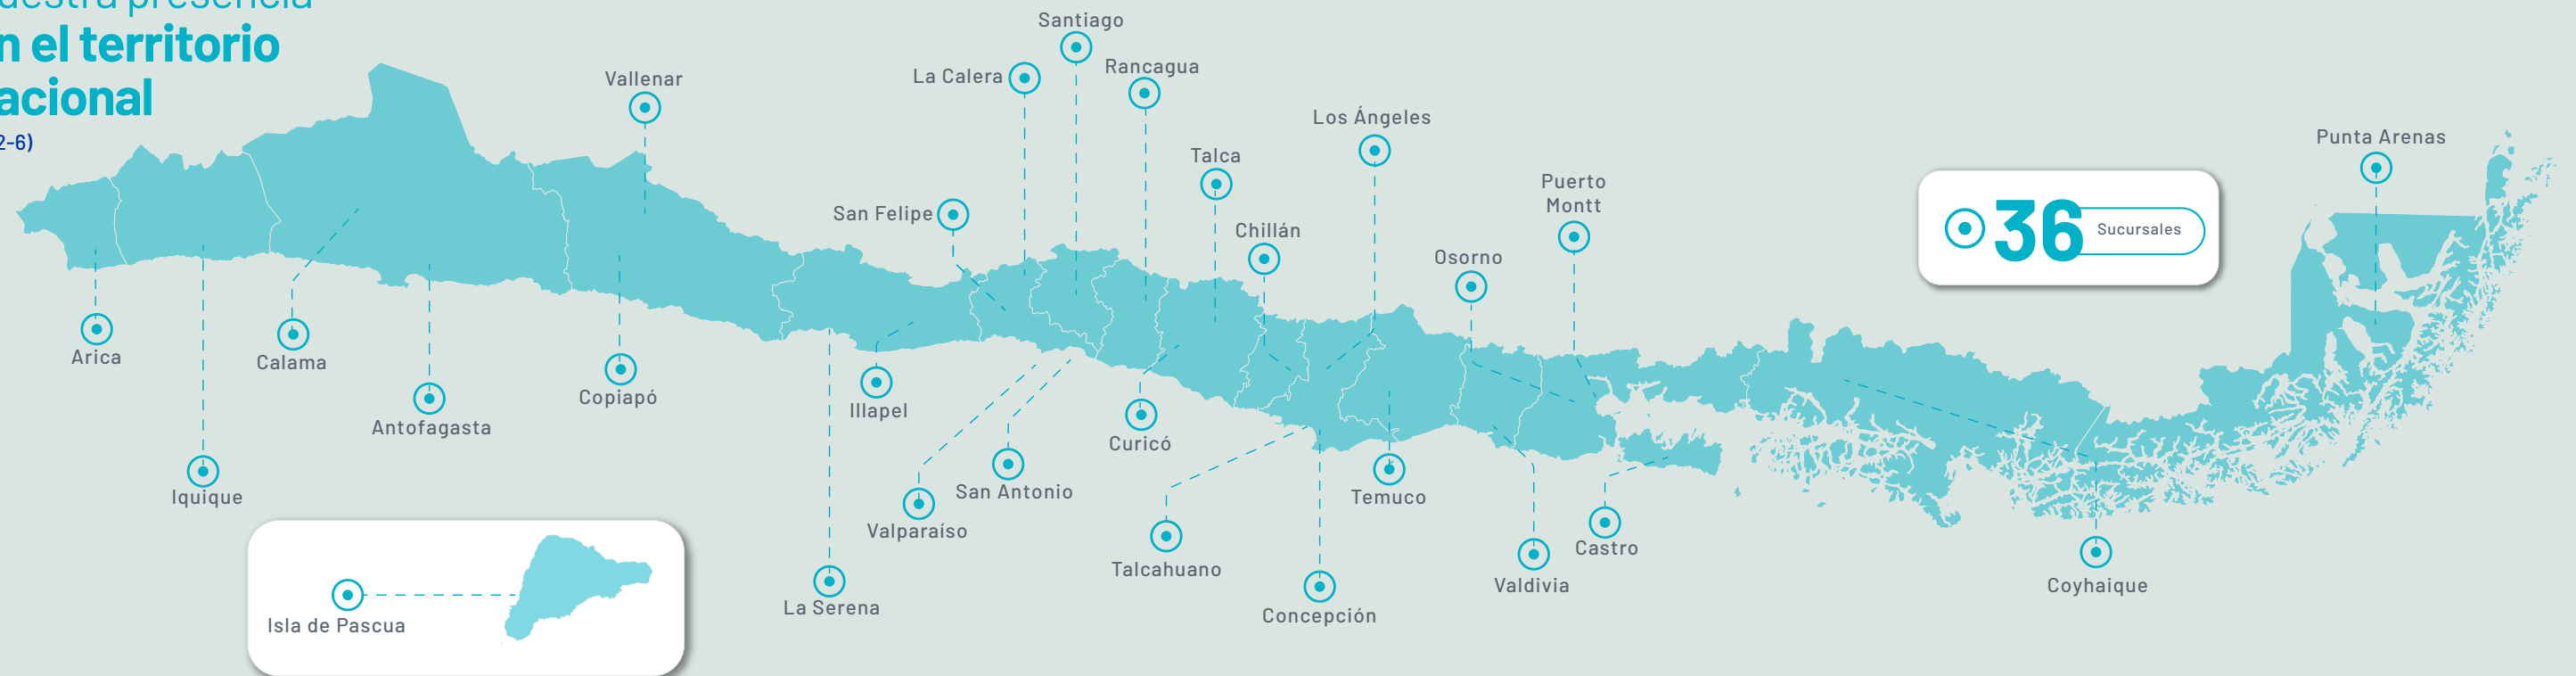 uestra presencia
n el territorio
acional
2-6)
Santiago
La Calera
Rancagua
Vallenar
Los Ángeles
Punta Arenas
Talca
Puerto
Montt
San Felipe
Chillán
36 Sucursales
Osorno
Arica
Calama
Copiapó
Illapel
Antofagasta
Curicó
Iquique
San Antonio
Temuco
Valparaíso
Castro
Talcahuano
Valdivia
Coyhaique
La Serena
Concepción
Isla de Pascua